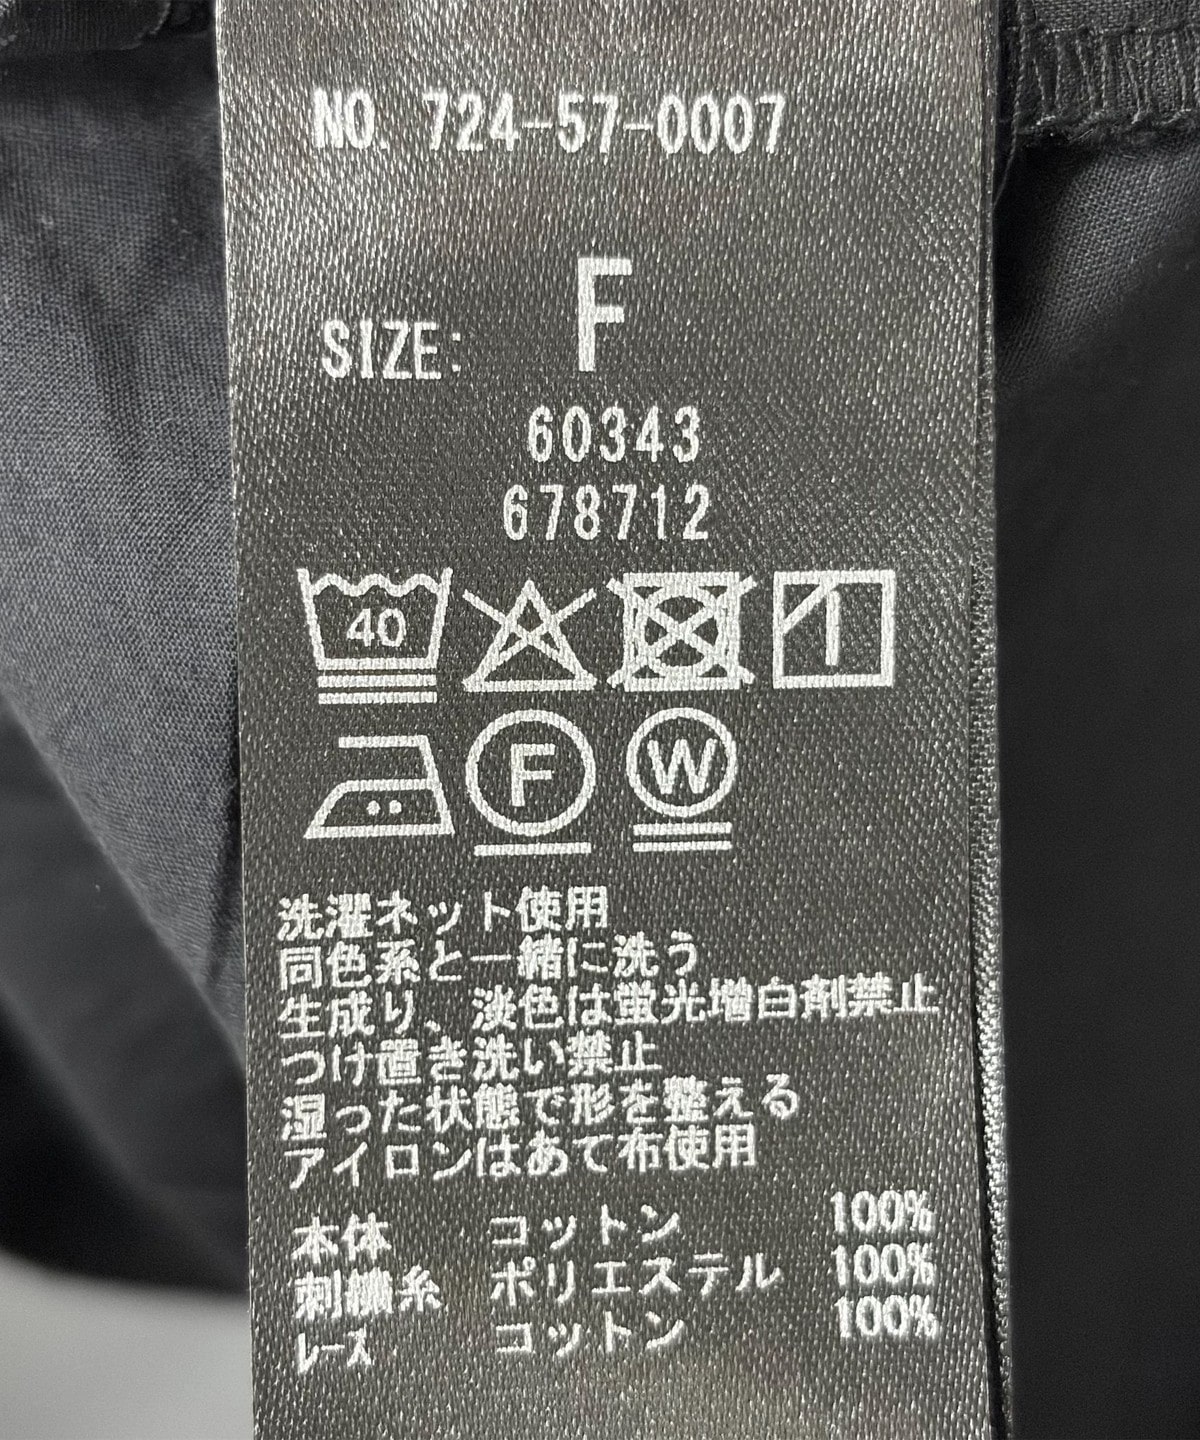 NO. 724-57-0007
SIZE: F
60343
678712
40
F W
洗濯ネット使用
同色系と一緒に洗う
生成り、淡色は蛍光増白剤禁止
つけ置き洗い禁止
湿った状態で形を整える
アイロンはあて布使用
本体 コットン 100%
刺繍糸 ポリエステル 100%
ﾚｰｽ コットン 100%